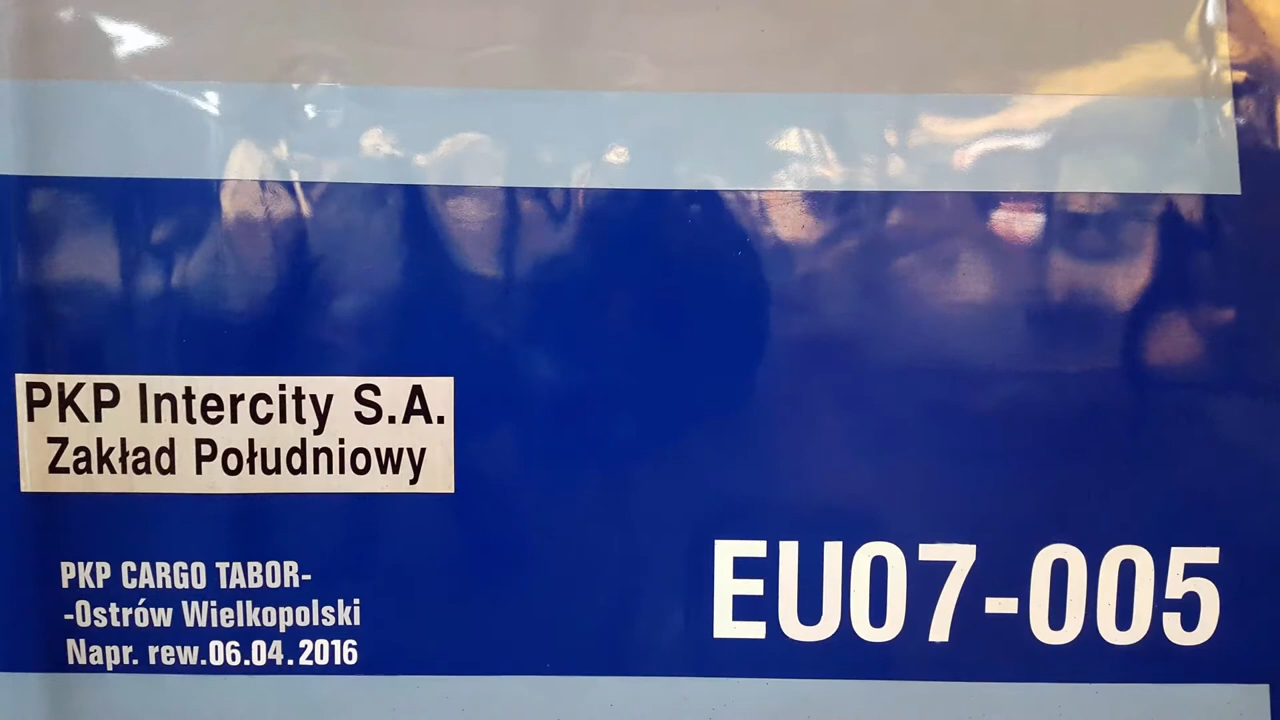 PKP Intercity S.A.
Zakład Południowy
PKP CARGO TABOR-
-Ostrów Wielkopolski
Napr. rew.06.04.2016
EU07-005